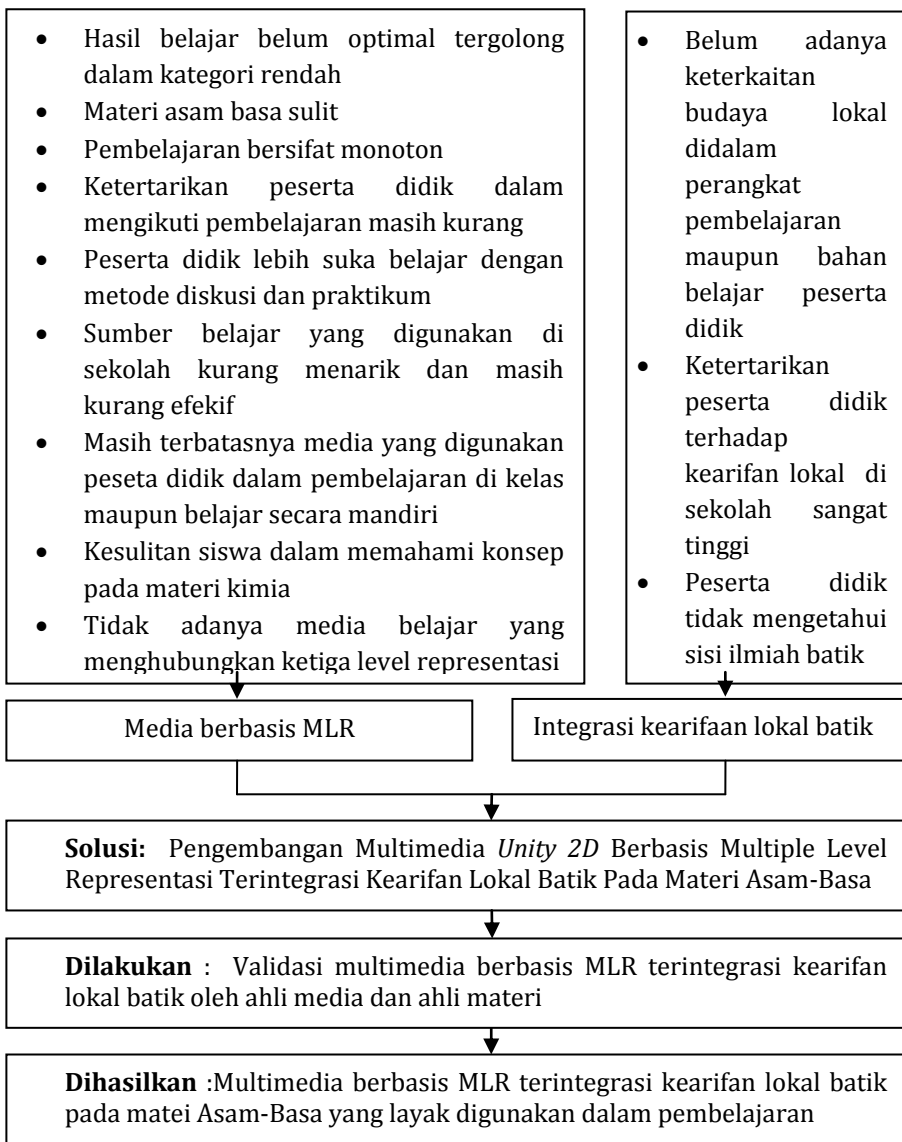 • Hasil belajar belum optimal tergolong
dalam kategori rendah
• Materi asam basa sulit
• Pembelajaran bersifat monoton
• Ketertarikan peserta didik dalam
mengikuti pembelajaran masih kurang
• Peserta didik lebih suka belajar dengan
metode diskusi dan praktikum
• Sumber belajar yang digunakan di
sekolah kurang menarik dan masih
kurang efekif
• Masih terbatasnya media yang digunakan
peseta didik dalam pembelajaran di kelas
maupun belajar secara mandiri
• Kesulitan siswa dalam memahami konsep
pada materi kimia
• Tidak adanya media belajar yang
menghubungkan ketiga level representasi
• Belum adanya
keterkaitan
budaya lokal
didalam
perangkat
pembelajaran
maupun bahan
belajar peserta
didik
• Ketertarikan
peserta didik
terhadap
kearifan lokal di
sekolah sangat
tinggi
• Peserta didik
tidak mengetahui
sisi ilmiah batik
Media berbasis MLR
Integrasi kearifaan lokal batik
Solusi: Pengembangan Multimedia Unity 2D Berbasis Multiple Level
Representasi Terintegrasi Kearifan Lokal Batik Pada Materi Asam-Basa
Dilakukan : Validasi multimedia berbasis MLR terintegrasi kearifan
lokal batik oleh ahli media dan ahli materi
Dihasilkan :Multimedia berbasis MLR terintegrasi kearifan lokal batik
pada matei Asam-Basa yang layak digunakan dalam pembelajaran